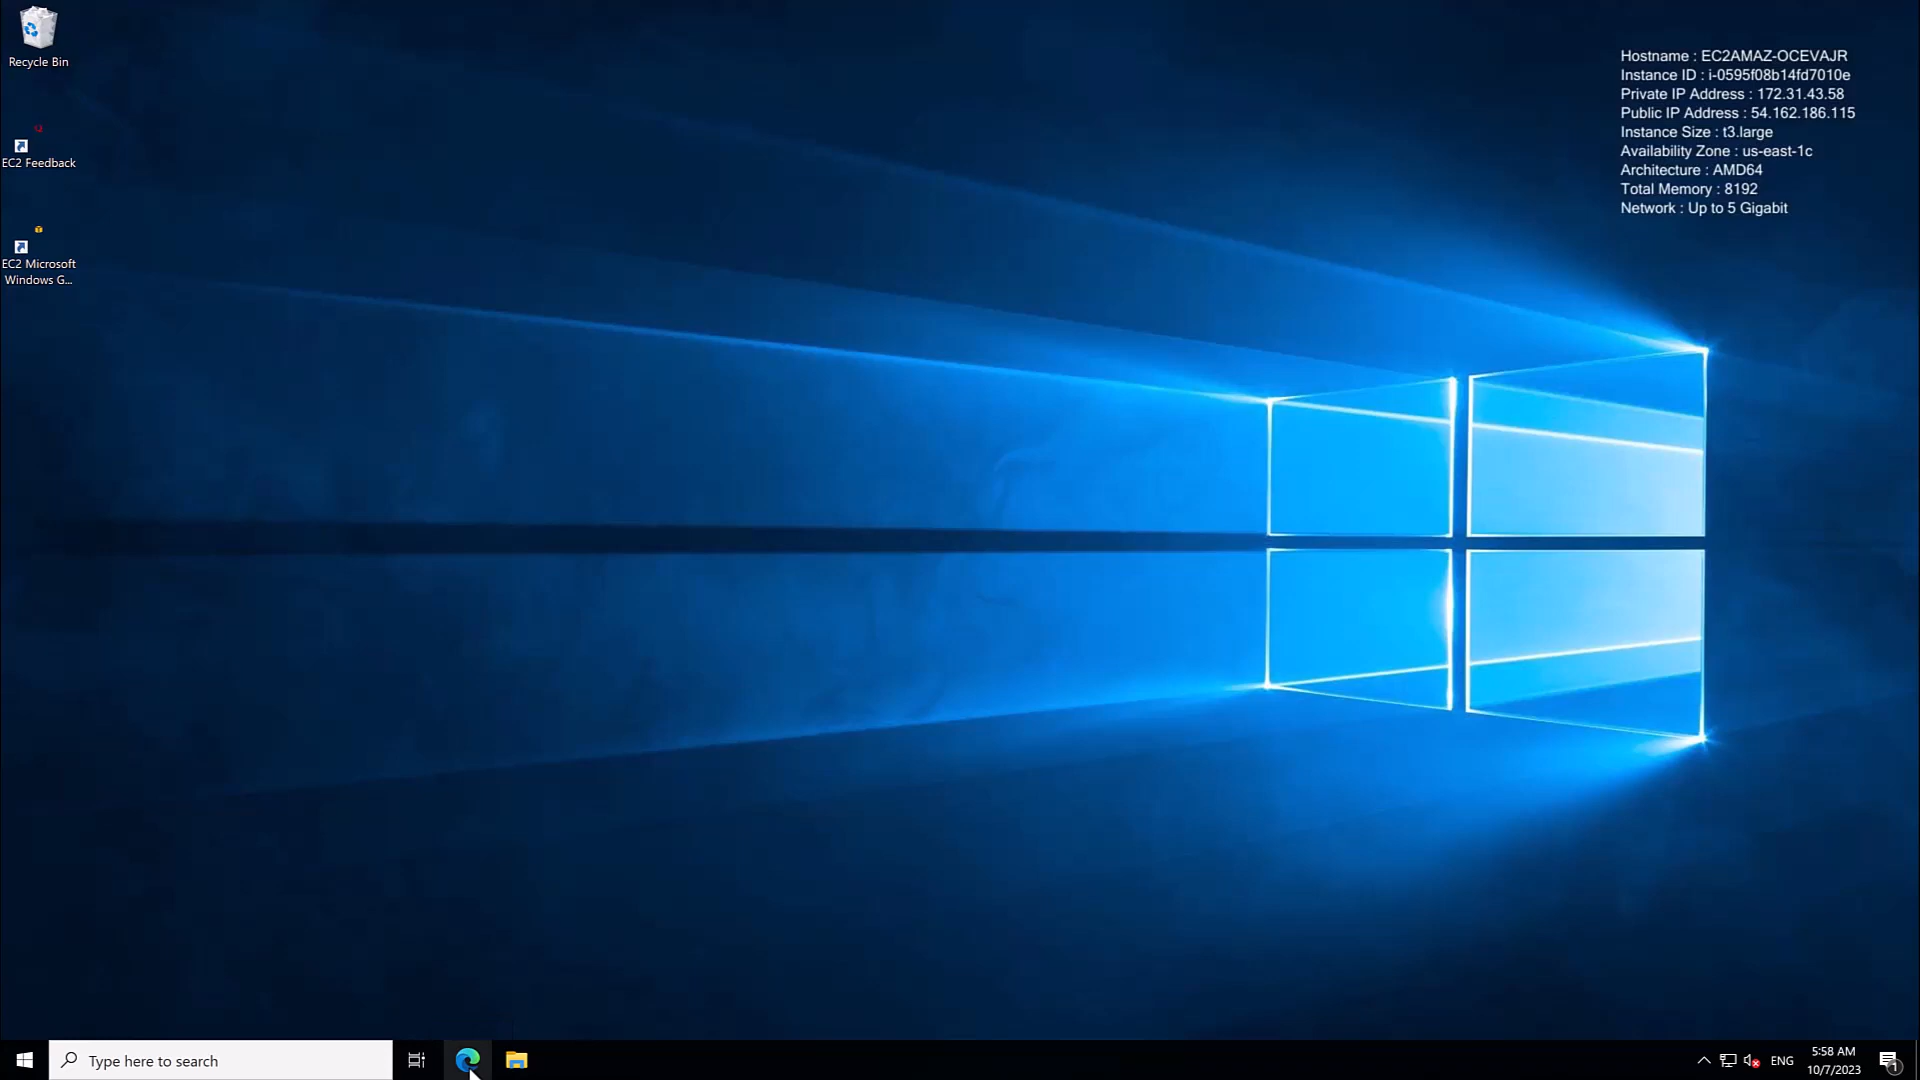 Recycle Bin
EC2 Feedback
EC2 Microsoft
Windows G...
Hostname : EC2AMAZ-OCEVAJR
Instance ID : i-0595f08b14fd7010e
Private IP Address : 172.31.43.58
Public IP Address : 54.162.186.115
Instance Size : t3.large
Availability Zone : us-east-1c
Architecture : AMD64
Total Memory : 8192
Network : Up to 5 Gigabit
Type here to search
ENG
5:58 AM
10/7/2023
1